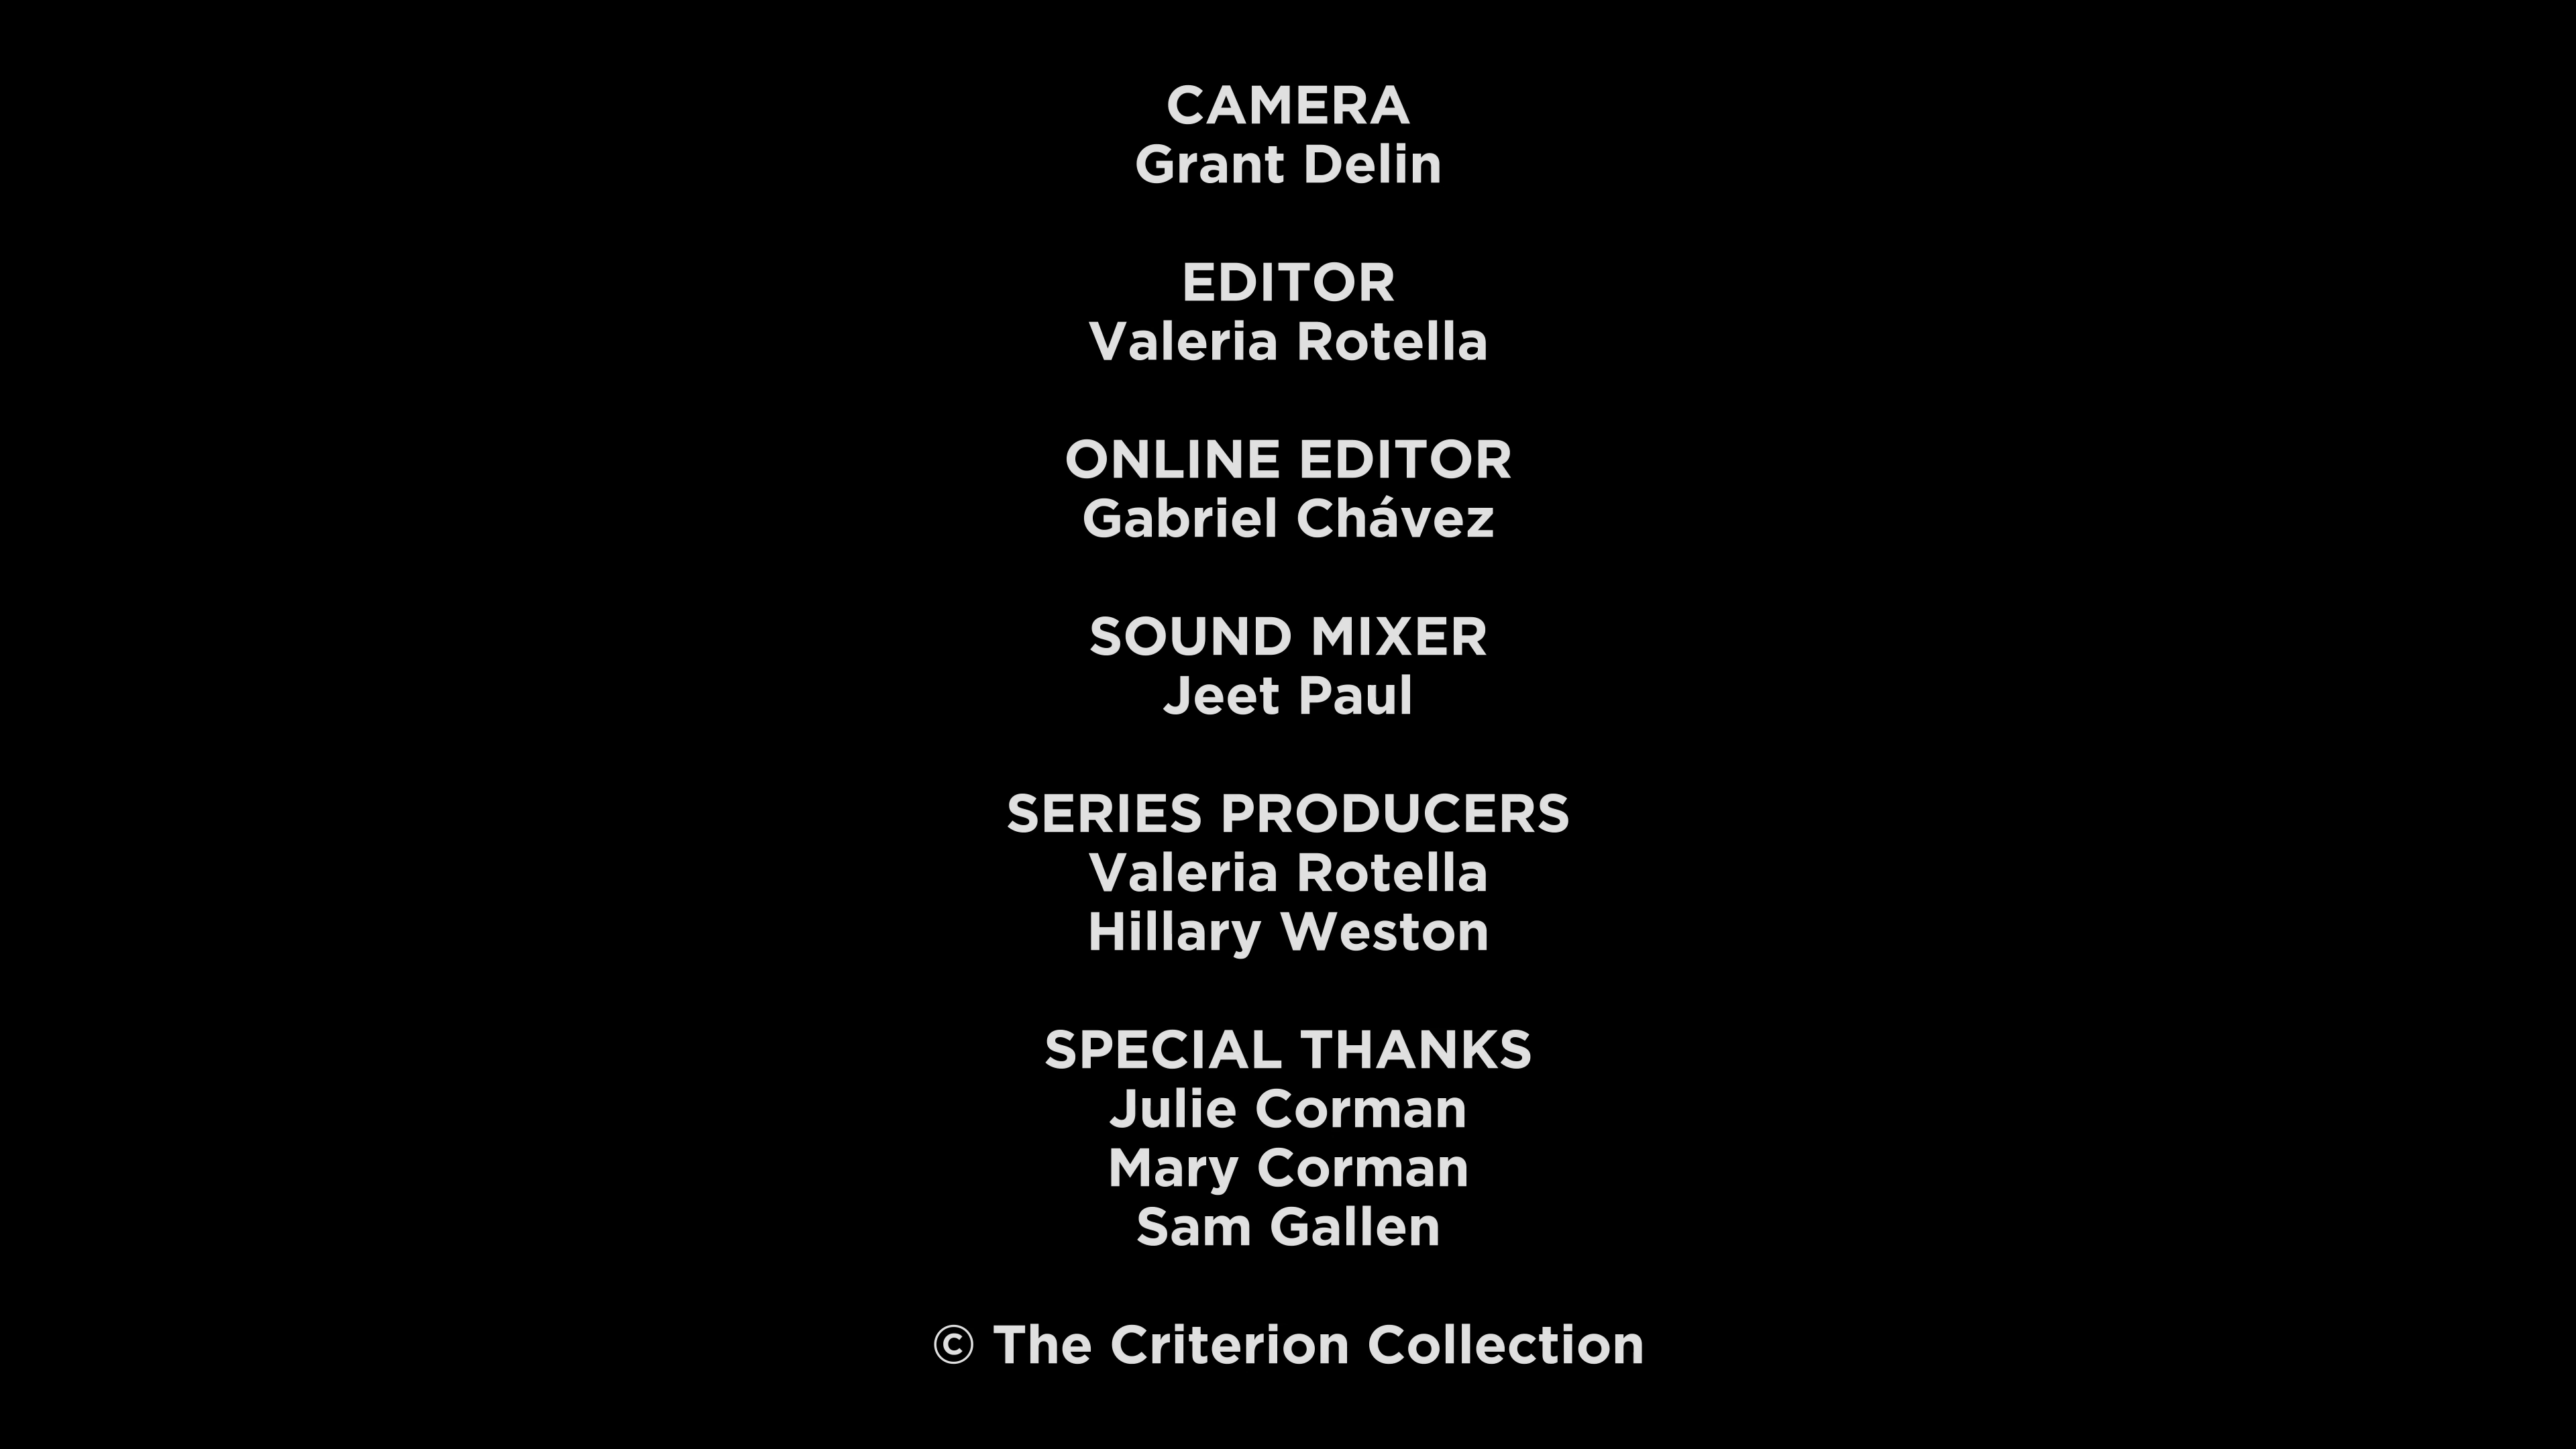 CAMERA
Grant Delin
EDITOR
Valeria Rotella
ONLINE EDITOR
Gabriel Chávez
SOUND MIXER
Jeet Paul
SERIES PRODUCERS
Valeria Rotella
Hillary Weston
SPECIAL THANKS
Julie Corman
Mary Corman
Sam Gallen
© The Criterion Collection